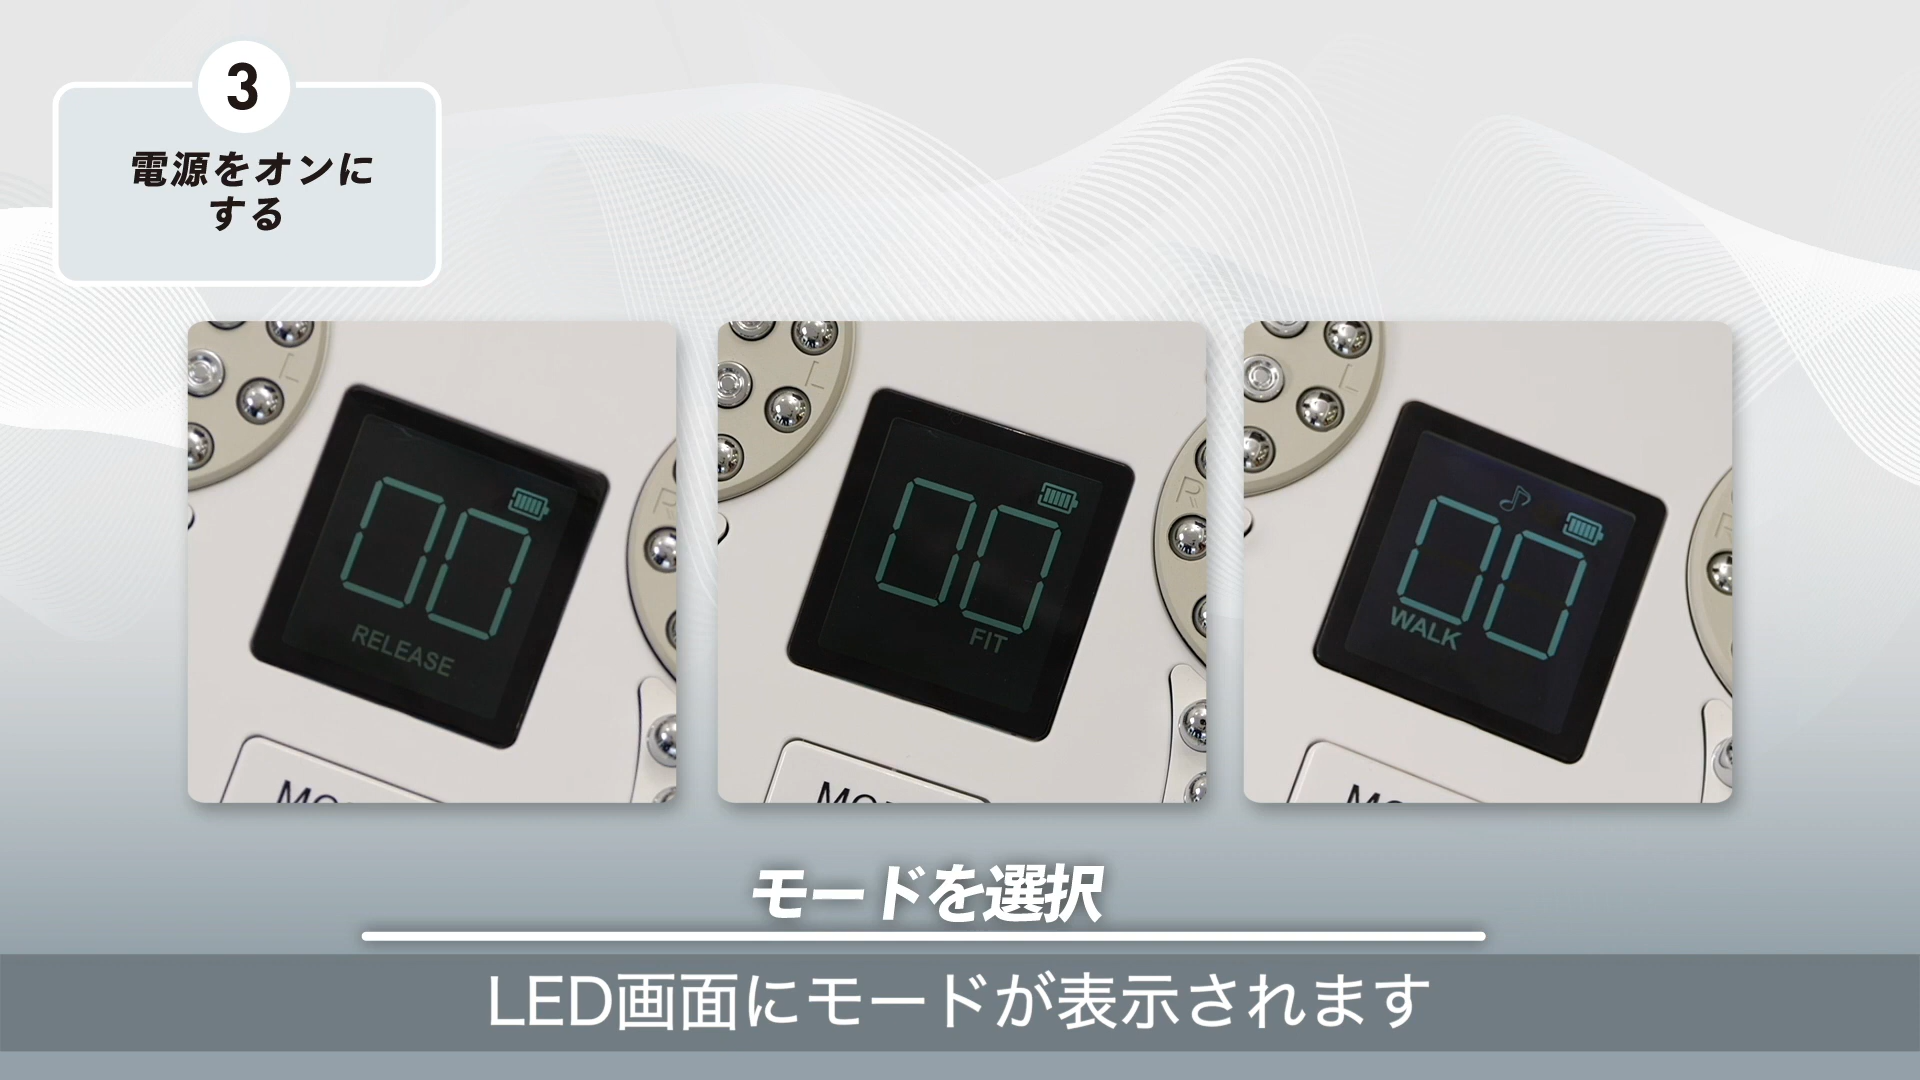 3
電源をオンに
する
L
00
RELEASE
R
L
00
FIT
R
L
00
WALK
モードを選択
LED画面にモードが表示されます